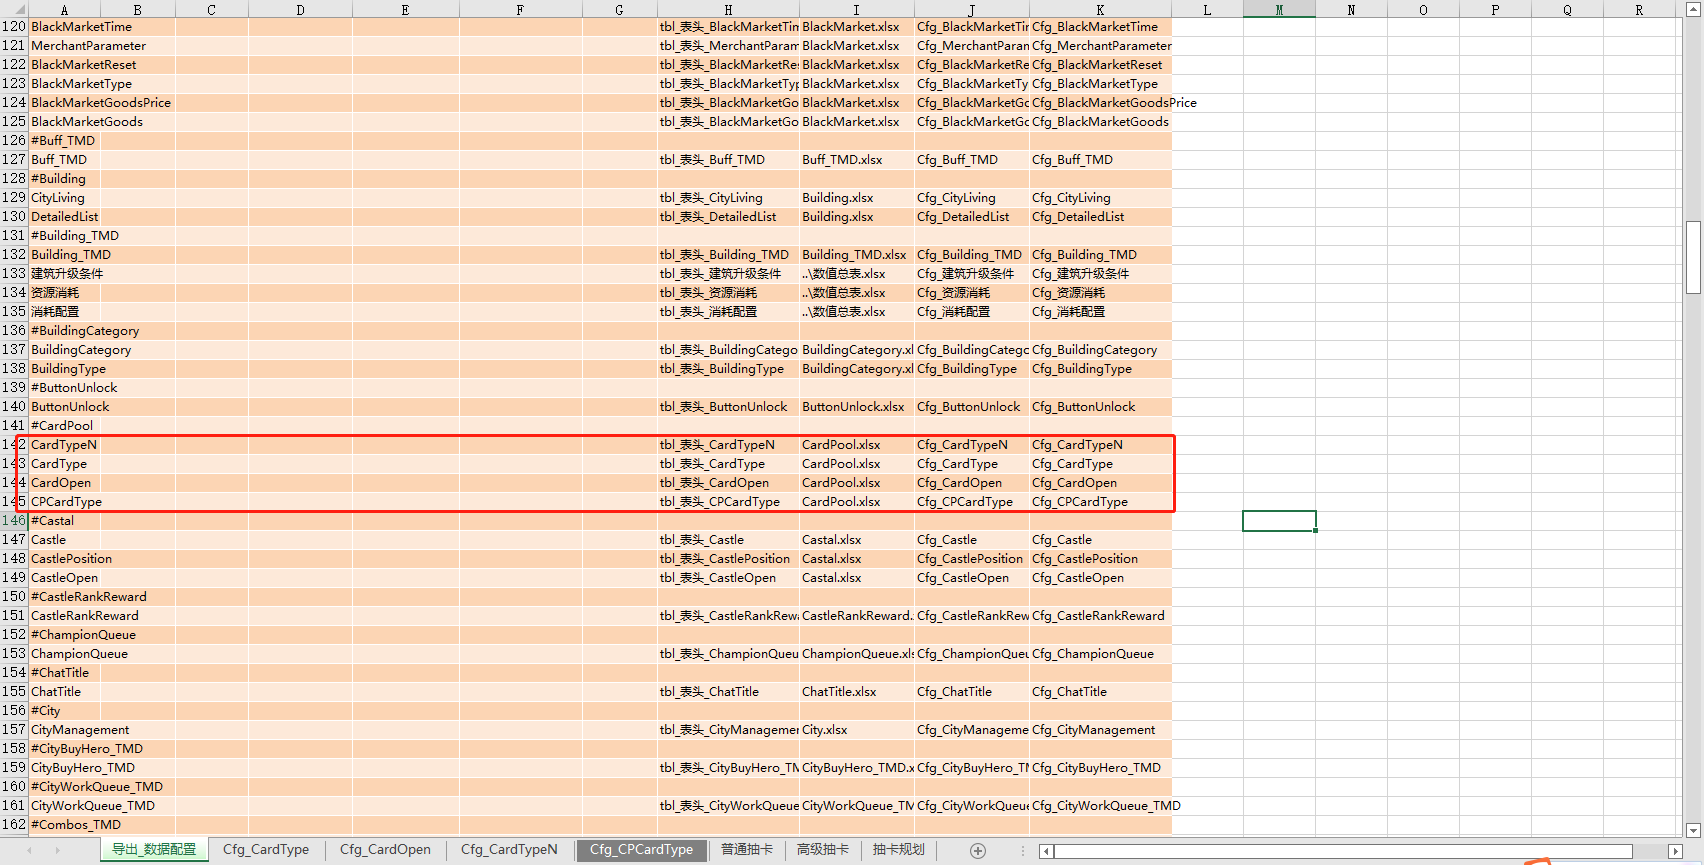 A B C D E F G H I J K L M N O P Q R
120 BlackMarketTime tbl_表头_BlackMarketTin BlackMarket.xlsx Cfg_BlackMarketTir Cfg_BlackMarketTime
121 MerchantParameter tbl_表头_MerchantParam BlackMarket.xlsx Cfg_MerchantParan Cfg_MerchantParameter
122 BlackMarketReset tbl_表头_BlackMarketRes BlackMarket.xlsx Cfg_BlackMarketRe Cfg_BlackMarketReset
123 BlackMarketType tbl_表头_BlackMarketTyp BlackMarket.xlsx Cfg_BlackMarketTy Cfg_BlackMarketType
124 BlackMarketGoodsPrice tbl_表头_BlackMarketGo BlackMarket.xlsx Cfg_BlackMarketGc Cfg_BlackMarketGoodsPrice
125 BlackMarketGoods tbl_表头_BlackMarketGo BlackMarket.xlsx Cfg_BlackMarketGc Cfg_BlackMarketGoods
126 #Buff_TMD
127 Buff_TMD tbl_表头_Buff_TMD Buff_TMD.xlsx Cfg_Buff_TMD Cfg_Buff_TMD
128 #Building
129 CityLiving tbl_表头_CityLiving Building.xlsx Cfg_CityLiving Cfg_CityLiving
130 DetailedList tbl_表头_DetailedList Building.xlsx Cfg_DetailedList Cfg_DetailedList
131 #Building_TMD
132 Building_TMD tbl_表头_Building_TMD Building_TMD.xlsx Cfg_Building_TMD Cfg_Building_TMD
133 建筑升级条件 tbl_表头_建筑升级条件 ..\数值总表.xlsx Cfg_建筑升级条件 Cfg_建筑升级条件
134 资源消耗 tbl_表头_资源消耗 ..\数值总表.xlsx Cfg_资源消耗 Cfg_资源消耗
135 消耗配置 tbl_表头_消耗配置 ..\数值总表.xlsx Cfg_消耗配置 Cfg_消耗配置
136 #BuildingCategory
137 BuildingCategory tbl_表头_BuildingCatego BuildingCategory.xl Cfg_BuildingCategc Cfg_BuildingCategory
138 BuildingType tbl_表头_BuildingType BuildingCategory.xl Cfg_BuildingType Cfg_BuildingType
139 #ButtonUnlock
140 ButtonUnlock tbl_表头_ButtonUnlock ButtonUnlock.xlsx Cfg_ButtonUnlock Cfg_ButtonUnlock
141 #CardPool
142 CardTypeN tbl_表头_CardTypeN CardPool.xlsx Cfg_CardTypeN Cfg_CardTypeN
143 CardType tbl_表头_CardType CardPool.xlsx Cfg_CardType Cfg_CardType
144 CardOpen tbl_表头_CardOpen CardPool.xlsx Cfg_CardOpen Cfg_CardOpen
145 CPCardType tbl_表头_CPCardType CardPool.xlsx Cfg_CPCardType Cfg_CPCardType
146 #Castal
147 Castle tbl_表头_Castle Castal.xlsx Cfg_Castle Cfg_Castle
148 CastlePosition tbl_表头_CastlePosition Castal.xlsx Cfg_CastlePosition Cfg_CastlePosition
149 CastleOpen tbl_表头_CastleOpen Castal.xlsx Cfg_CastleOpen Cfg_CastleOpen
150 #CastleRankReward
151 CastleRankReward tbl_表头_CastleRankRewa CastleRankReward. Cfg_CastleRankRew Cfg_CastleRankReward
152 #ChampionQueue
153 ChampionQueue tbl_表头_ChampionQueu ChampionQueue.xls Cfg_ChampionQueu Cfg_ChampionQueue
154 #ChatTitle
155 ChatTitle tbl_表头_ChatTitle ChatTitle.xlsx Cfg_ChatTitle Cfg_ChatTitle
156 #City
157 CityManagement tbl_表头_CityManagemer City.xlsx Cfg_CityManageme Cfg_CityManagement
158 #CityBuyHero_TMD
159 CityBuyHero_TMD tbl_表头_CityBuyHero_TM CityBuyHero_TMD.x Cfg_CityBuyHero_TM Cfg_CityBuyHero_TMD
160 #CityWorkQueue_TMD
161 CityWorkQueue_TMD tbl_表头_CityWorkQueue CityWorkQueue_TM Cfg_CityWorkQueue Cfg_CityWorkQueue_TMD
162 #Combos_TMD
导出_数据配置 Cfg_CardType Cfg_CardOpen Cfg_CardTypeN Cfg_CPCardType 普通抽卡 高级抽卡 抽卡规划